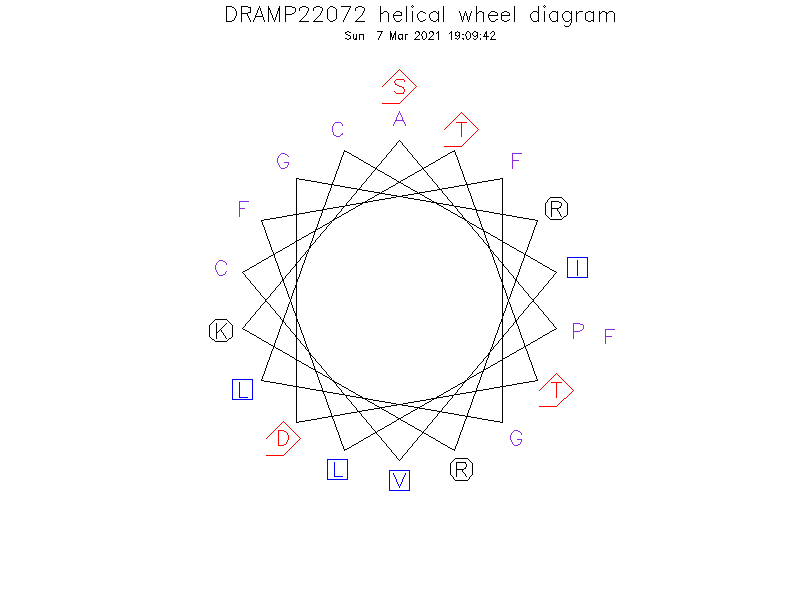 DRAMP22072 helical wheel diagram
Sun 7 Mar 2021 19:09:42
S
C A T
G F
F R
C I
K P F
L T
D G
L V R